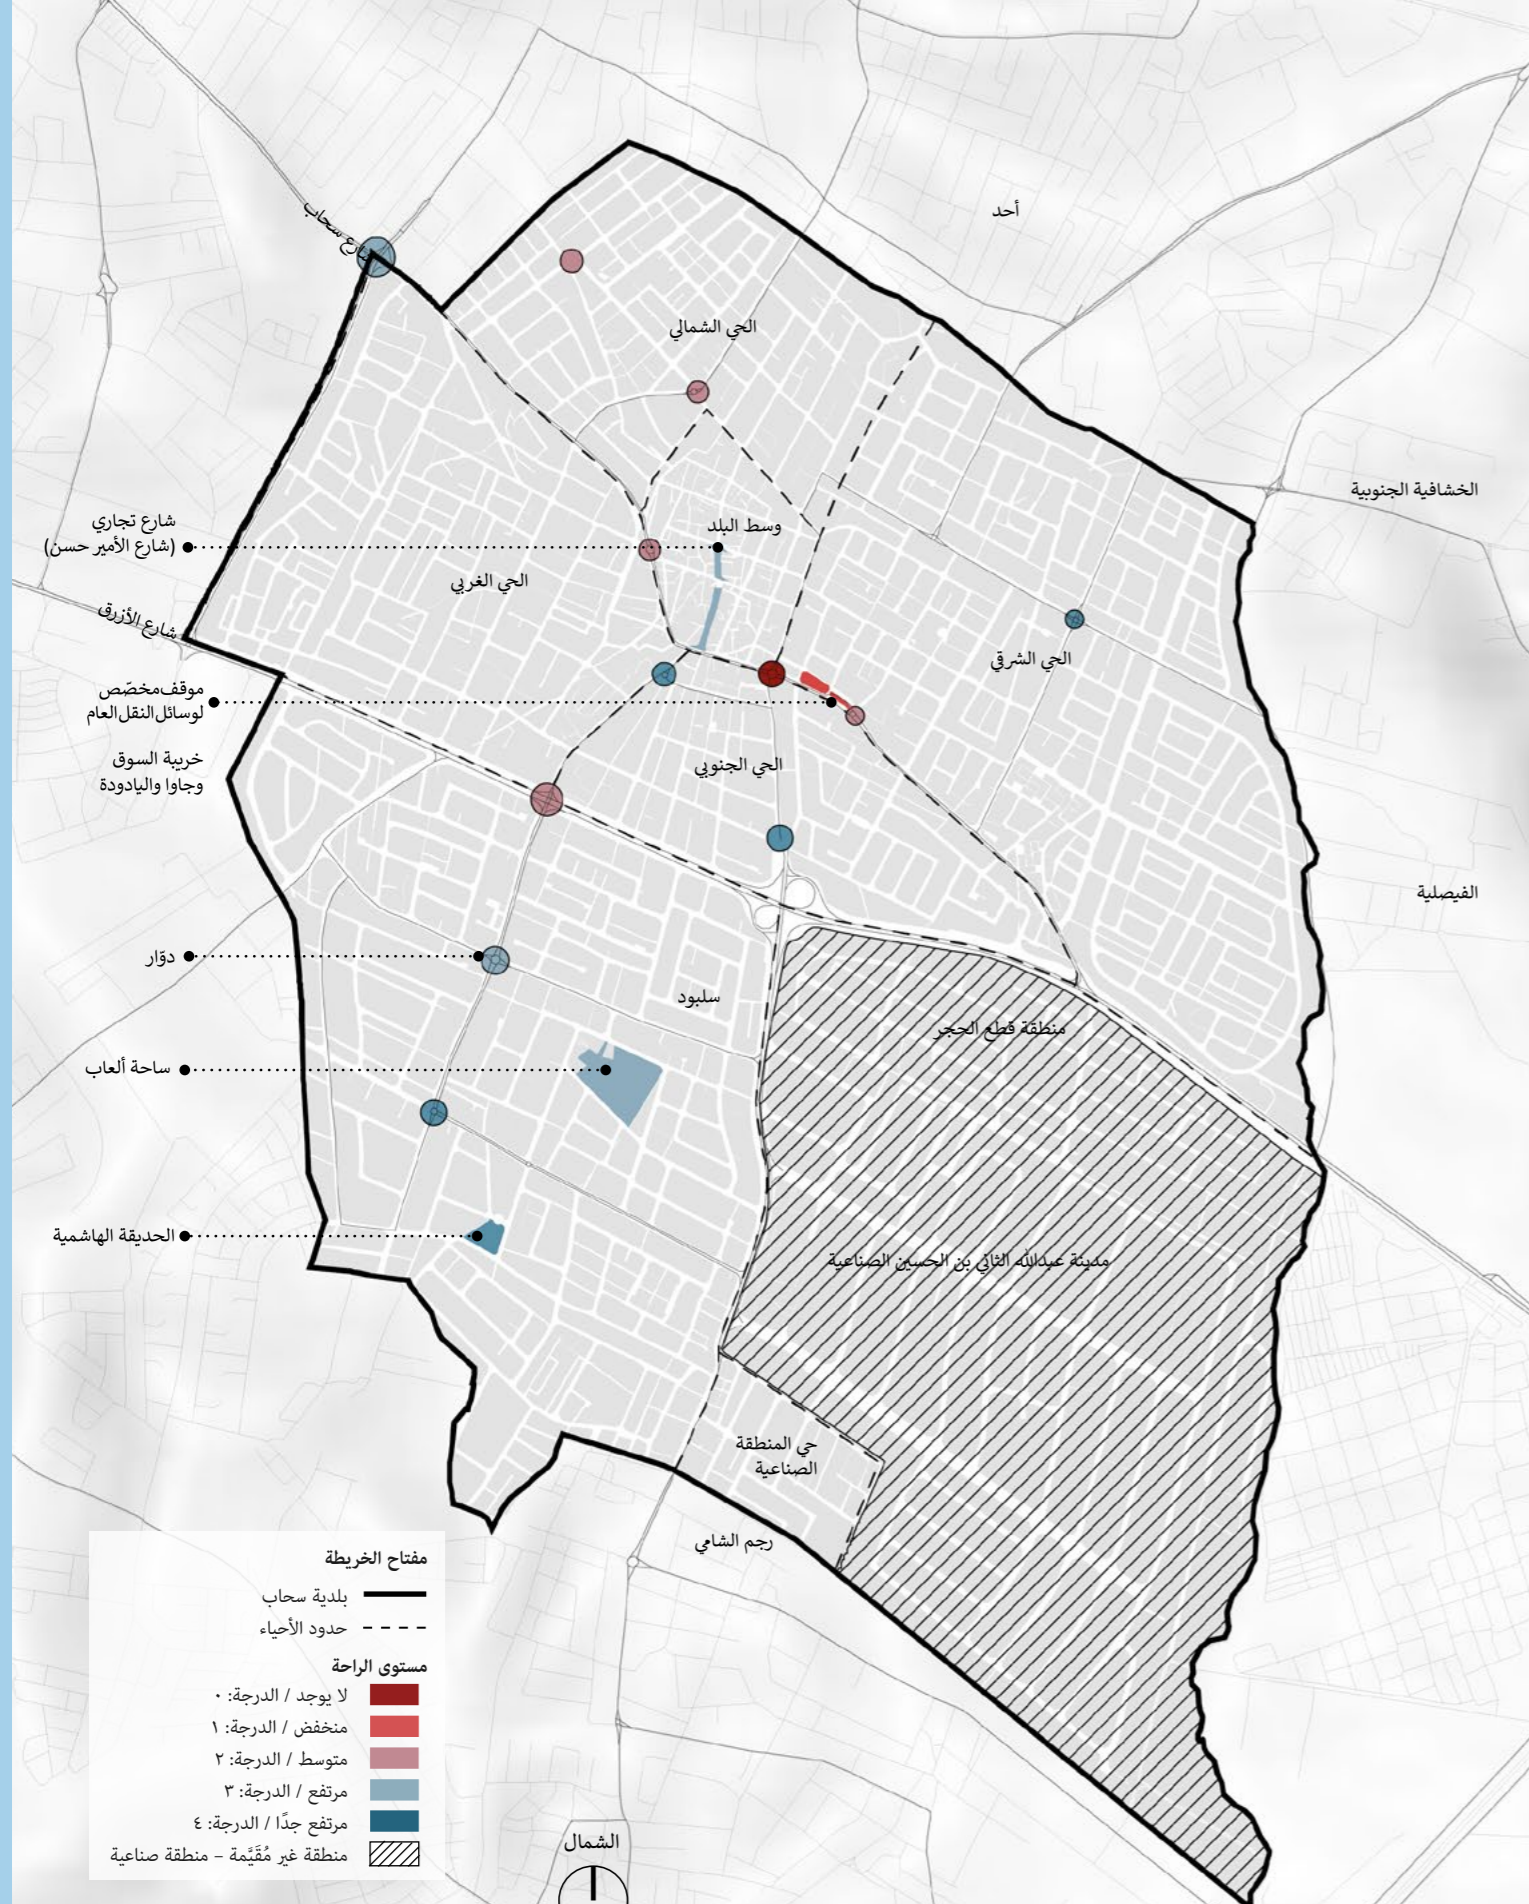 أحد
شارع سحاب
الحي الشمالي
الخشافية الجنوبية
شارع تجاري
(شارع الأمير حسن)
وسط البلد
الحي الغربي
شارع الأزرق
الحي الشرقي
موقف مخصّص
لوسائل النقل العام
خريبة السوق
وجاوا واليادودة
الحي الجنوبي
الفيصلية
دوّار
سلبود
منطقة قطع الحجر
ساحة ألعاب
الحديقة الهاشمية
مدينة عبدالله الثاني بن الحسين الصناعية
حي المنطقة
الصناعية
رجم الشامي
مفتاح الخريطة
بلدية سحاب
حدود الأحياء
مستوى الراحة
لا يوجد / الدرجة: ٠
منخفض / الدرجة: ١
متوسط / الدرجة: ٢
مرتفع / الدرجة: ٣
مرتفع جدًا / الدرجة: ٤
منطقة غير مُقَيَّمة – منطقة صناعية
الشمال